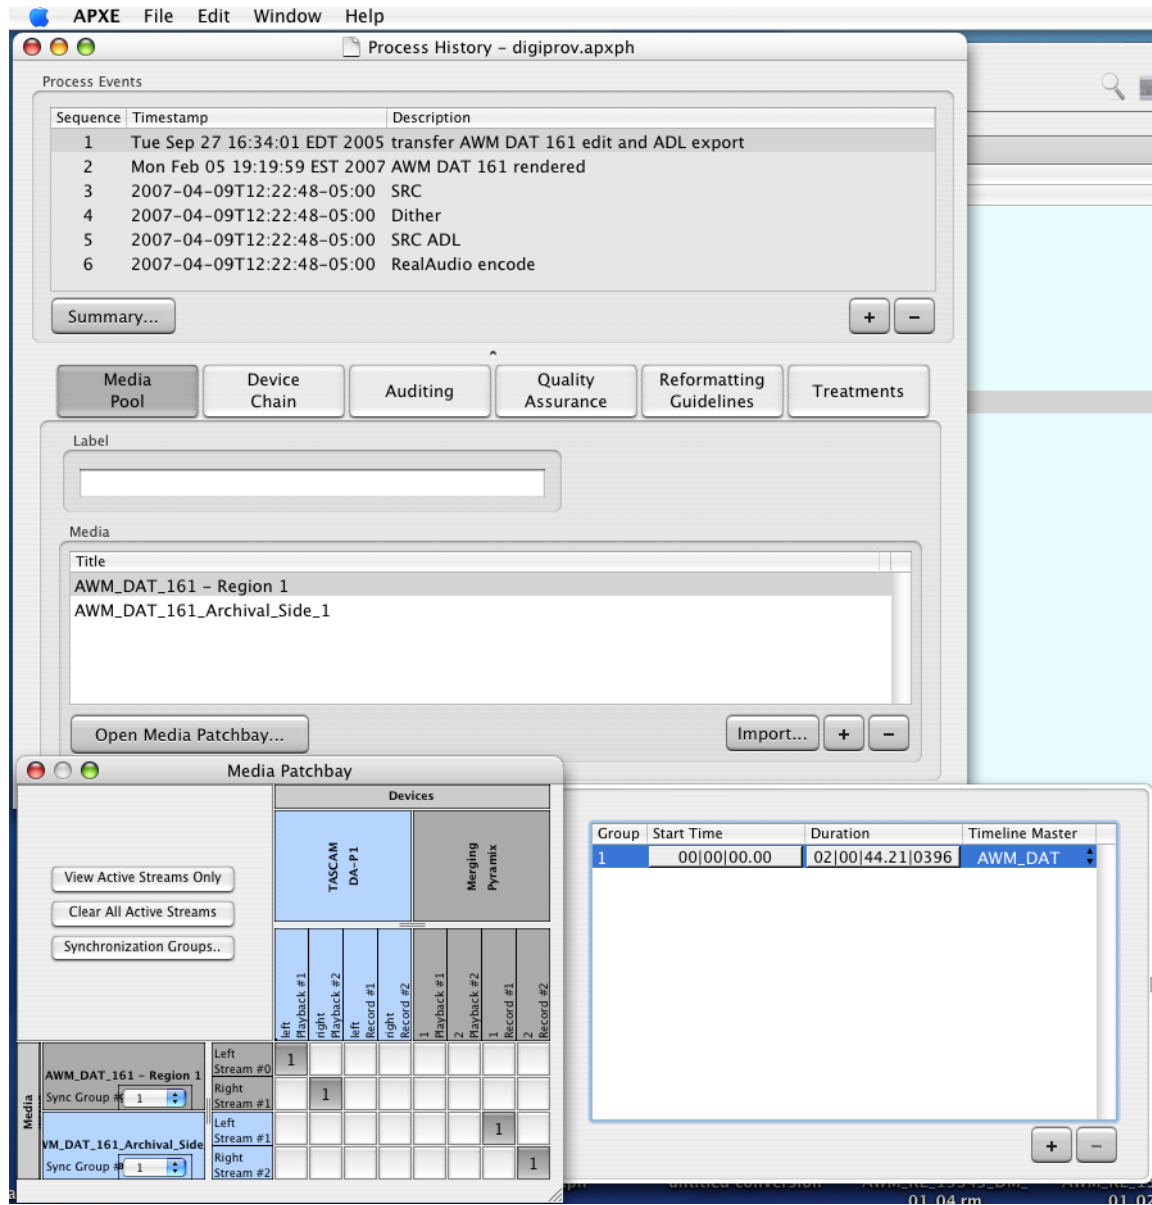 APXE File Edit Window Help
Process History – digiprov.apxph
Process Events
Sequence Timestamp Description
1 Tue Sep 27 16:34:01 EDT 2005 transfer AWM DAT 161 edit and ADL export
2 Mon Feb 05 19:19:59 EST 2007 AWM DAT 161 rendered
3 2007-04-09T12:22:48-05:00 SRC
4 2007-04-09T12:22:48-05:00 Dither
5 2007-04-09T12:22:48-05:00 SRC ADL
6 2007-04-09T12:22:48-05:00 RealAudio encode
Summary...
+ –
Media Pool
Device Chain
Auditing
Quality Assurance
Reformatting Guidelines
Treatments
Label
Media
Title
AWM_DAT_161 – Region 1
AWM_DAT_161_Archival_Side_1
Open Media Patchbay...
Import... + –
Media Patchbay
Devices
TASCAM
DA-P1
Merging
Pyramix
View Active Streams Only
Clear All Active Streams
Synchronization Groups..
left
Playback #1
right
Playback #2
left
Record #1
right
Record #2
1
Playback #1
2
Playback #2
1
Record #1
2
Record #2
Media
AWM_DAT_161 – Region 1
Sync Group # 1
Left
Stream #0
1
Right
Stream #1
1
WM_DAT_161_Archival_Side
Sync Group # 1
Left
Stream #1
1
Right
Stream #2
1
Group Start Time Duration Timeline Master
1 00|00|00.00 02|00|44.21|0396 AWM_DAT
+ –
01_04.rm